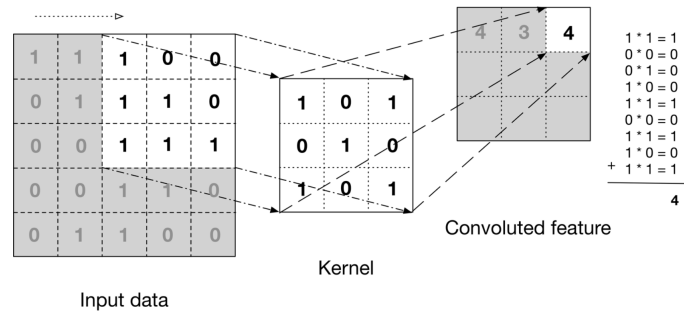 1 1 1 0 0
0 1 1 1 0
0 0 1 1 1
0 0 1 1 0
0 1 1 0 0
Input data
1 0 1
0 1 0
1 0 1
Kernel
4 3 4
Convoluted feature
1 * 1 = 1
0 * 0 = 0
0 * 1 = 0
1 * 0 = 0
1 * 1 = 1
0 * 0 = 0
1 * 1 = 1
1 * 0 = 0
+ 1 * 1 = 1
4